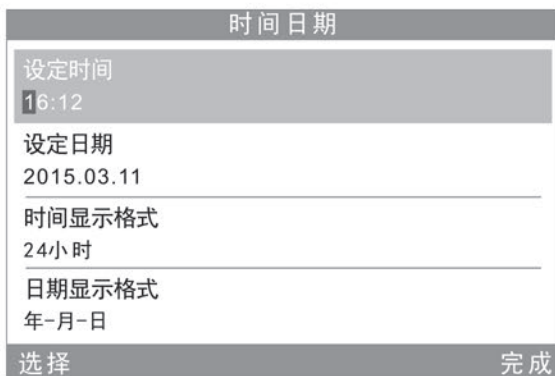 时间日期
设定时间
16:12
设定日期
2015.03.11
时间显示格式
24小时
日期显示格式
年-月-日
选择 完成